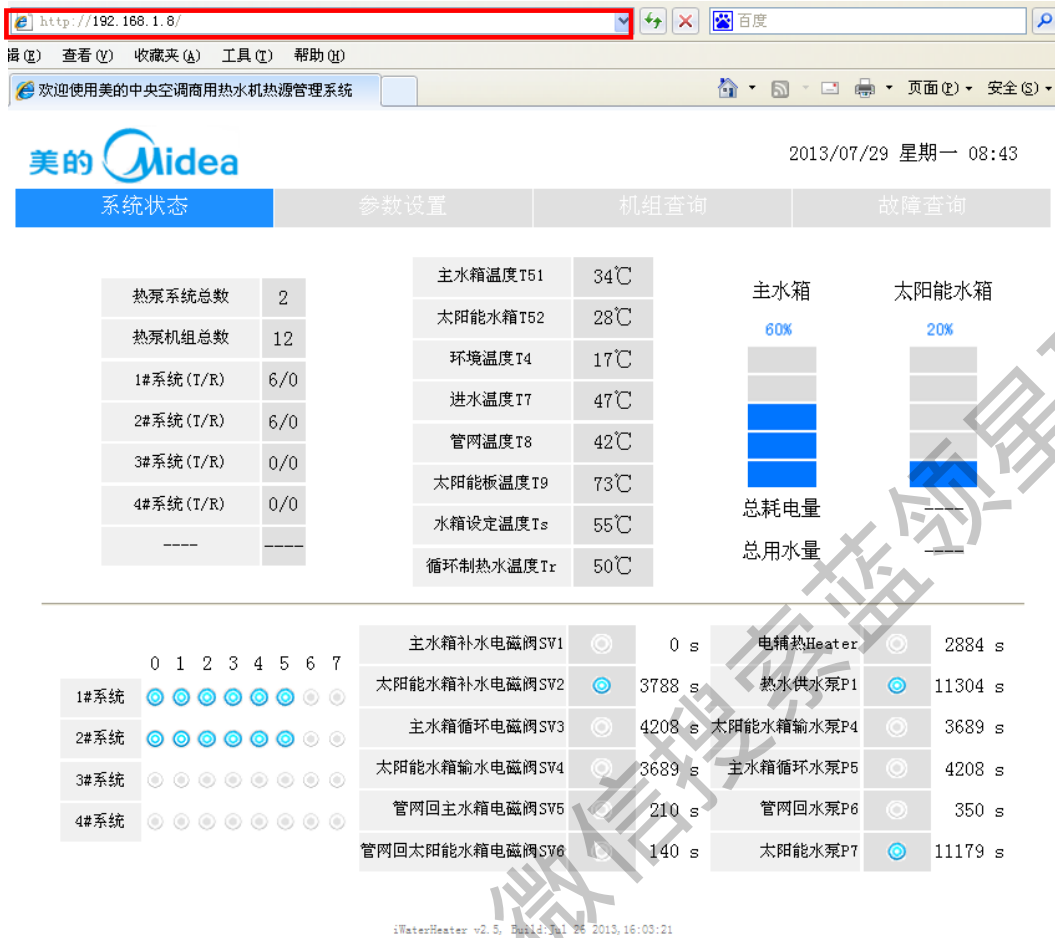 http://192.168.1.8/ 百度
辑(E) 查看(V) 收藏夹(A) 工具(T) 帮助(H)
欢迎使用美的中央空调商用热水机热源管理系统 页面(P) 安全(S)
美的 Midea 2013/07/29 星期一 08:43
系统状态 参数设置 机组查询 故障查询
热泵系统总数 2
热泵机组总数 12
1#系统(T/R) 6/0
2#系统(T/R) 6/0
3#系统(T/R) 0/0
4#系统(T/R) 0/0
---- ----
主水箱温度T51 34℃
太阳能水箱T52 28℃
环境温度T4 17℃
进水温度T7 47℃
管网温度T8 42℃
太阳能板温度T9 73℃
水箱设定温度Ts 55℃
循环制热水温度Tr 50℃
主水箱 太阳能水箱
60% 20%
总耗电量 ----
总用水量 ----
0 1 2 3 4 5 6 7
1#系统
2#系统
3#系统
4#系统
主水箱补水电磁阀SV1 0 s 电辅热Heater 2884 s
太阳能水箱补水电磁阀SV2 3788 s 热水供水泵P1 11304 s
主水箱循环电磁阀SV3 4208 s 太阳能水箱输水泵P4 3689 s
太阳能水箱输水电磁阀SV4 3689 s 主水箱循环水泵P5 4208 s
管网回主水箱电磁阀SV5 210 s 管网回水泵P6 350 s
管网回太阳能水箱电磁阀SV6 140 s 太阳能水泵P7 11179 s
iWaterHeater v2.5, Build:Jul 26 2013,16:03:21
微信搜索蓝领星